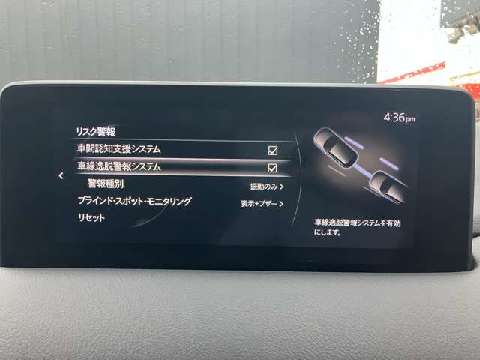 4:36pm
リスク警報
車間認知支援システム
車線逸脱警報システム
警報種別 振動のみ
ブラインド・スポット・モニタリング 表示+ブザー
リセット
車線逸脱警報システムを有効
にします。